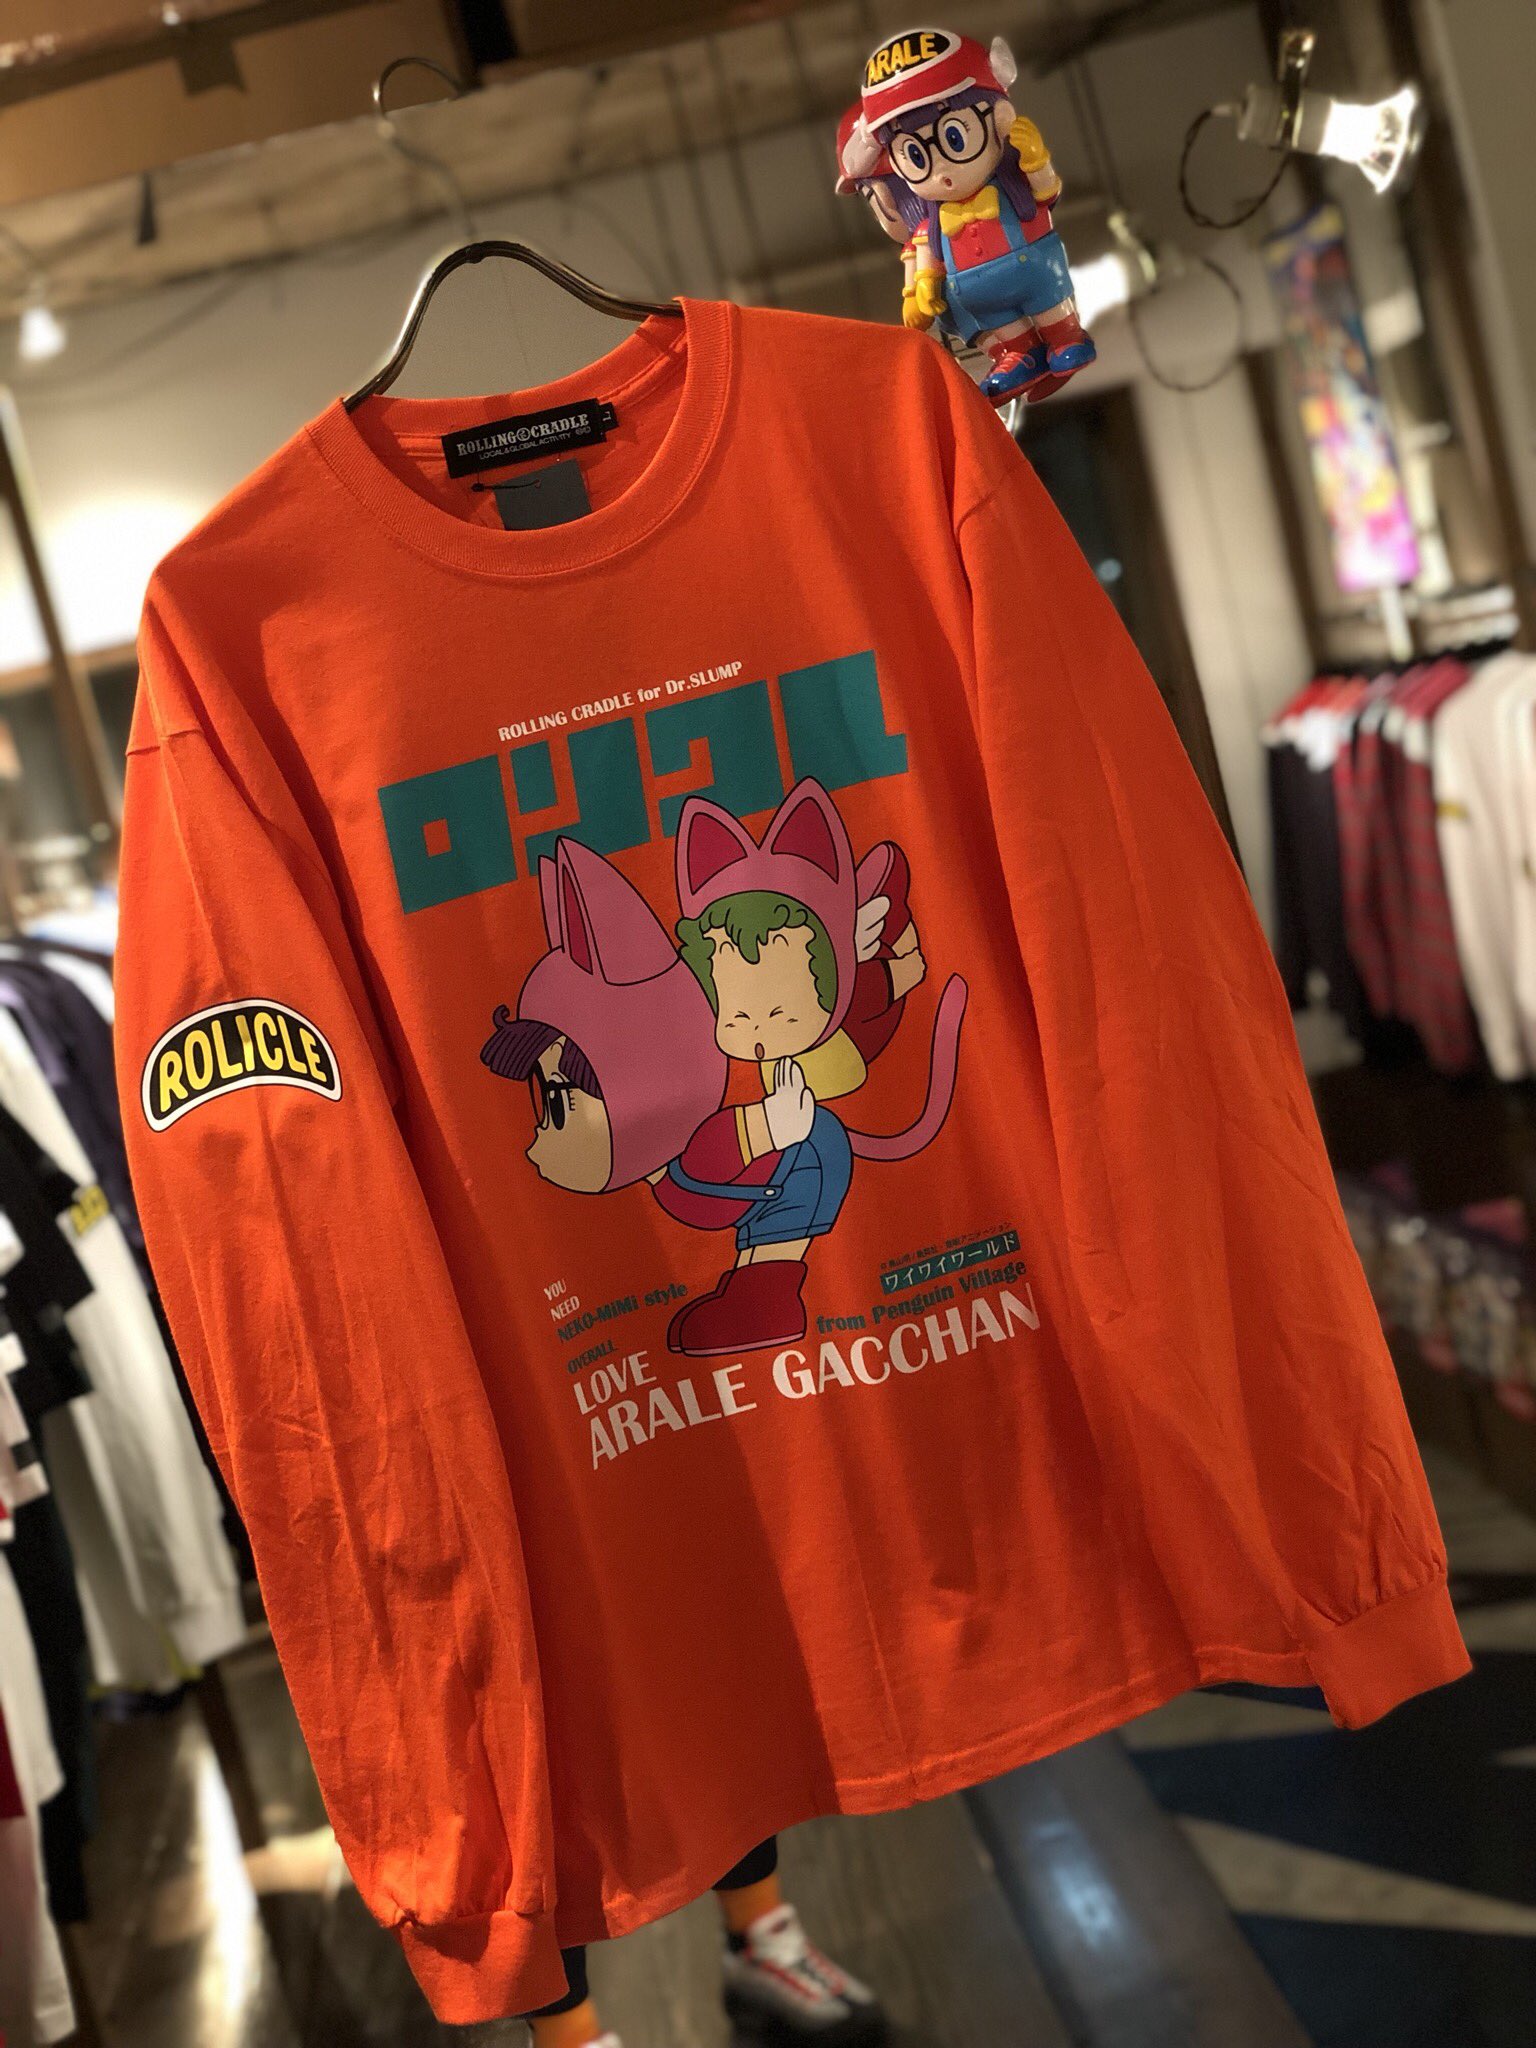 ARALE
ROLLING CRADLE
LOCAL & GLOBAL ACTIVITY
L
ROLLING CRADLE for Dr.SLUMP
ロリクル
ROLICLE
YOU
NEED
NEKO-MiMi style
OVERALL
LOVE
ワイワイワールド
from Penguin Village
ARALE GACCHAN